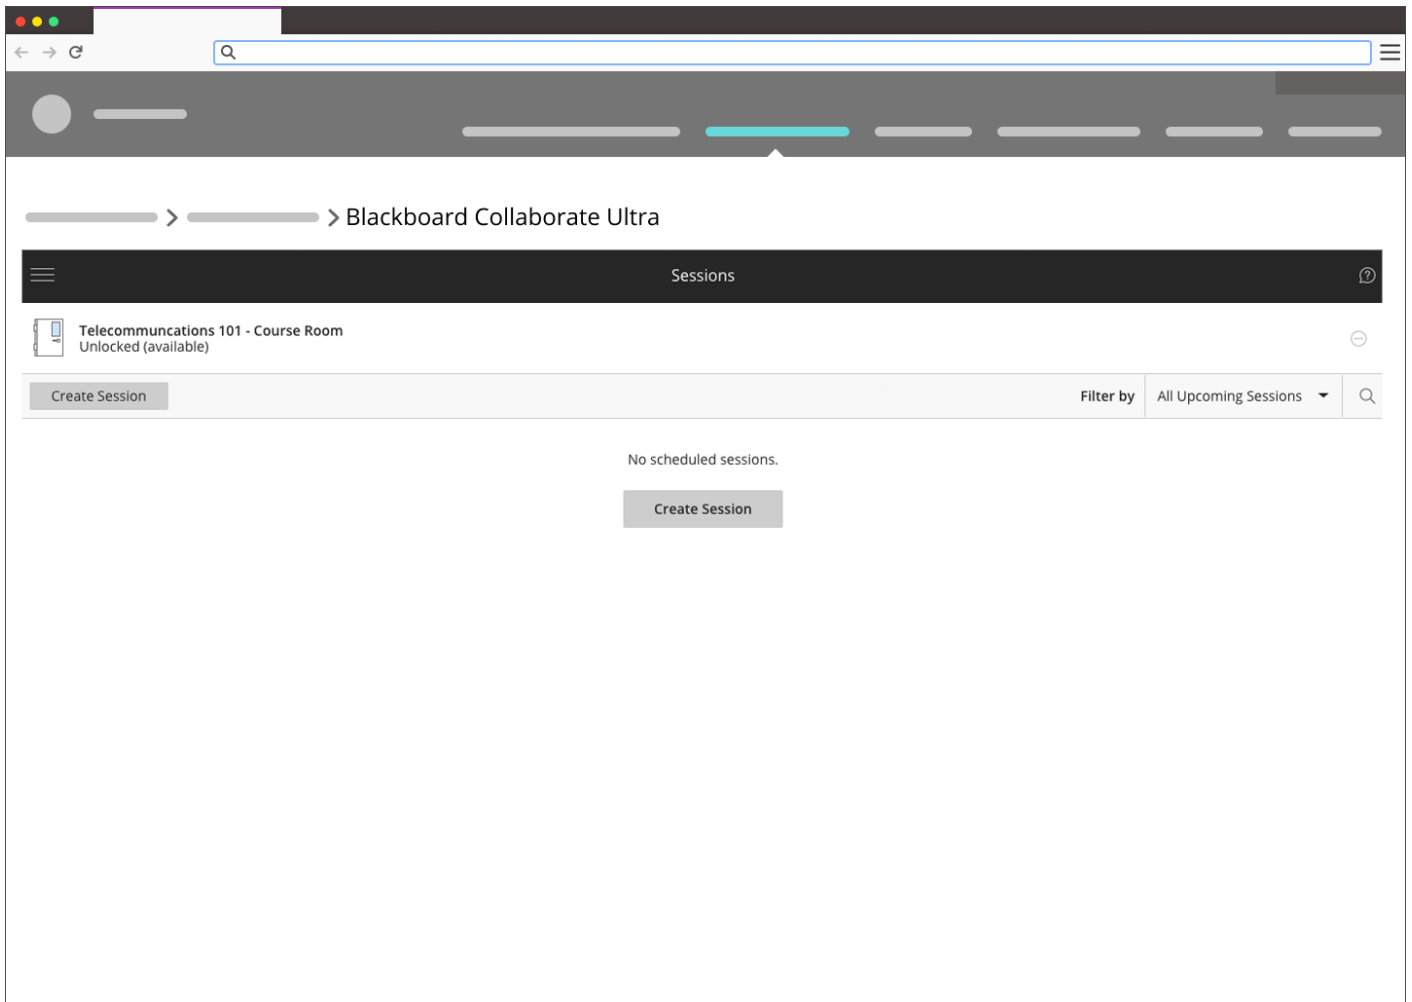 Blackboard Collaborate Ultra
Sessions
Telecommuncations 101 - Course Room
Unlocked (available)
Create Session
Filter by
All Upcoming Sessions
No scheduled sessions.
Create Session